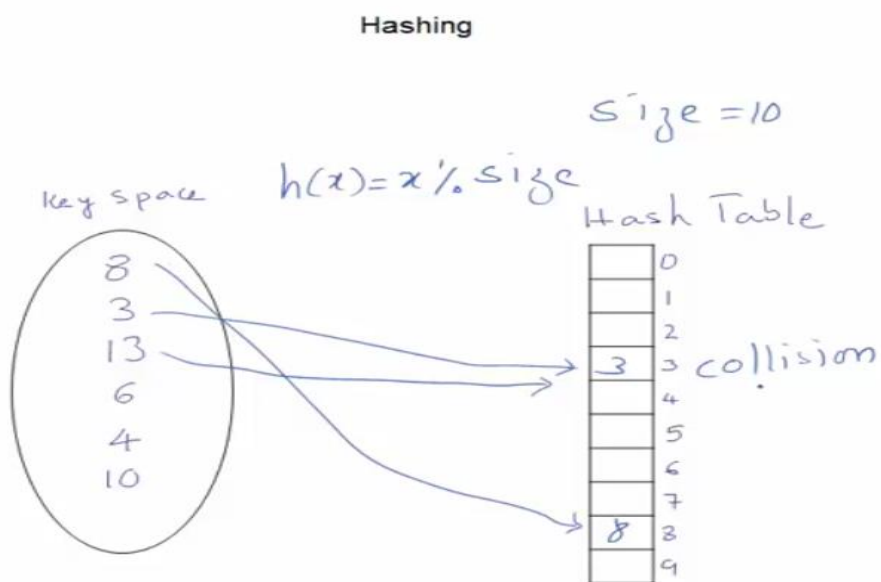 Hashing
size = 10
h(x) = x % size
key space
Hash Table
8
3
13
6
4
10
0
1
2
3 3 collision
4
5
6
7
8 8
9